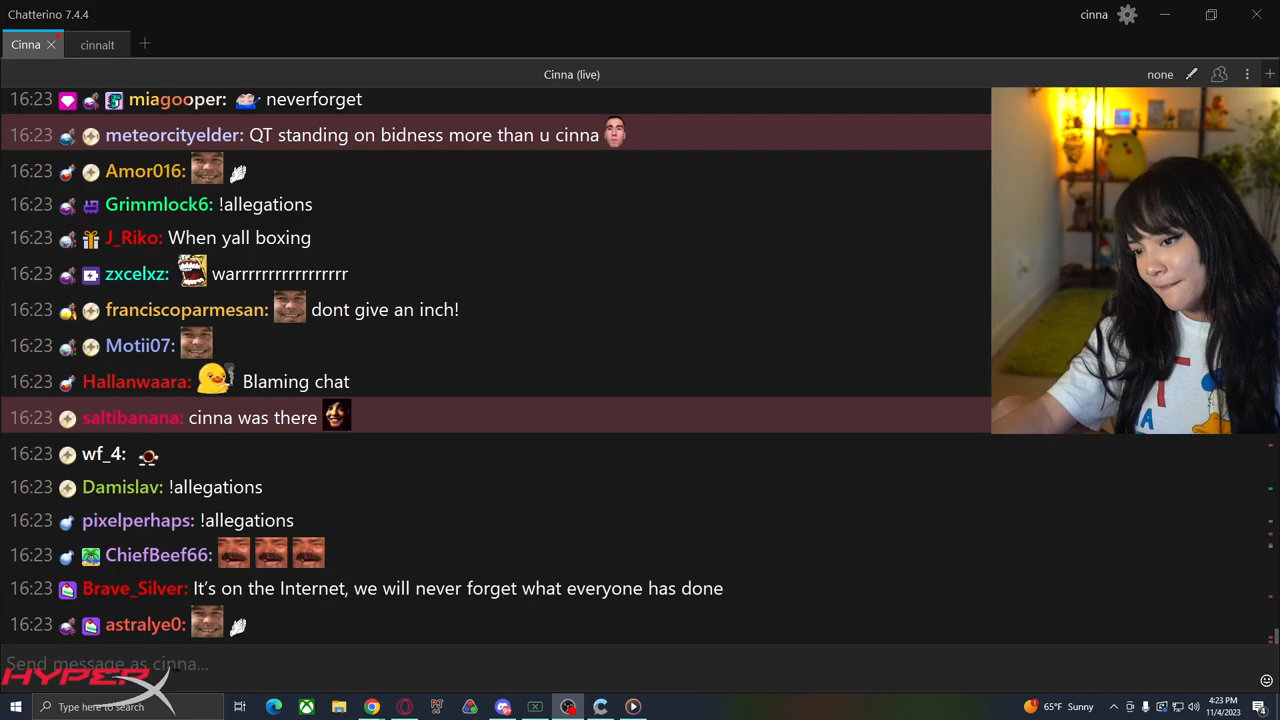 Chatterino 7.4.4
cinna
Cinna
cinnalt
Cinna (live)
none
16:23 miagooper: neverforget
16:23 meteorcityelder: QT standing on bidness more than u cinna
16:23 Amor016:
16:23 Grimmlock6: !allegations
16:23 J_Riko: When yall boxing
16:23 zxcelxz: warrrrrrrrrrrrrrrrr
16:23 franciscoparmesan: dont give an inch!
16:23 Motii07:
16:23 Hallanwaara: Blaming chat
16:23 saltibanana: cinna was there
16:23 wf_4:
16:23 Damislav: !allegations
16:23 pixelperhaps: !allegations
16:23 ChiefBeef66:
16:23 Brave_Silver: It's on the Internet, we will never forget what everyone has done
16:23 astralye0:
Send message as cinna...
HYPERX
Type here to search
65°F Sunny
4:23 PM
11/4/2023